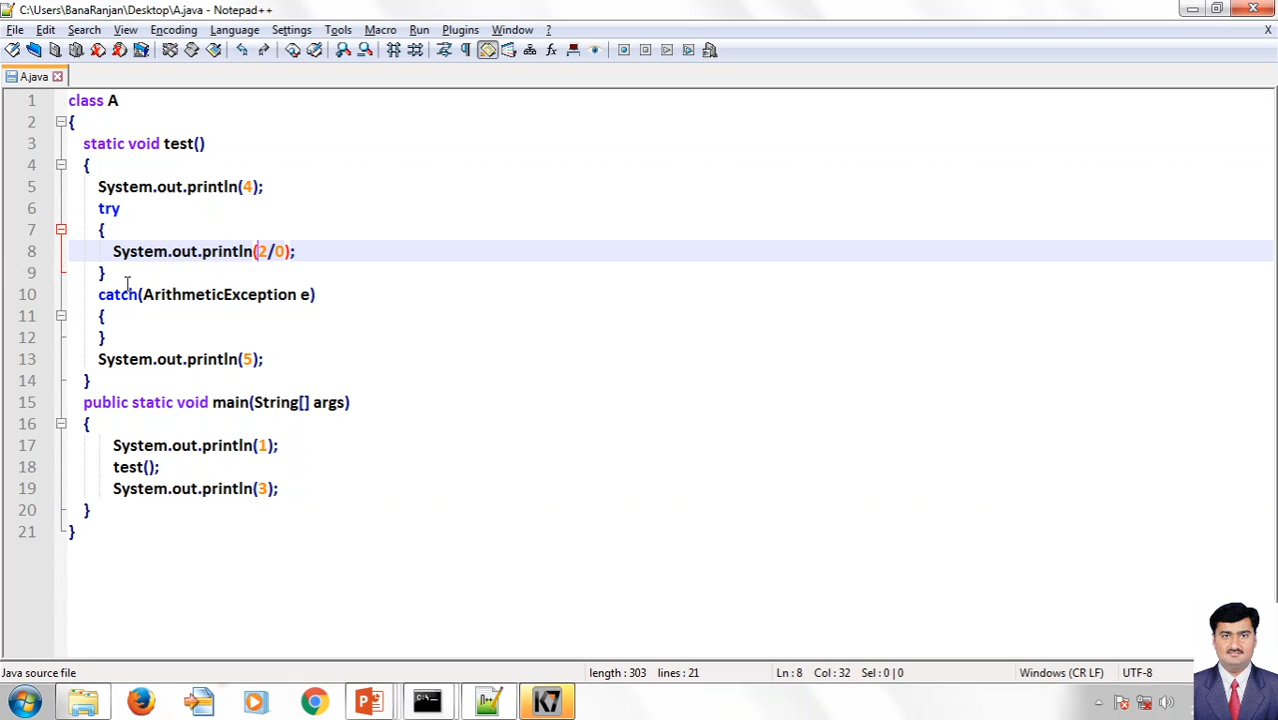 C:\Users\BanaRanjan\Desktop\A.java - Notepad++
File Edit Search View Encoding Language Settings Tools Macro Run Plugins Window ? X
A.java
1 class A
2 {
3 static void test()
4 {
5 System.out.println(4);
6 try
7 {
8 System.out.println(2/0);
9 }
10 catch(ArithmeticException e)
11 {
12 }
13 System.out.println(5);
14 }
15 public static void main(String[] args)
16 {
17 System.out.println(1);
18 test();
19 System.out.println(3);
20 }
21 }
Java source file length : 303 lines : 21 Ln : 8 Col : 32 Sel : 0 | 0 Windows (CR LF) UTF-8